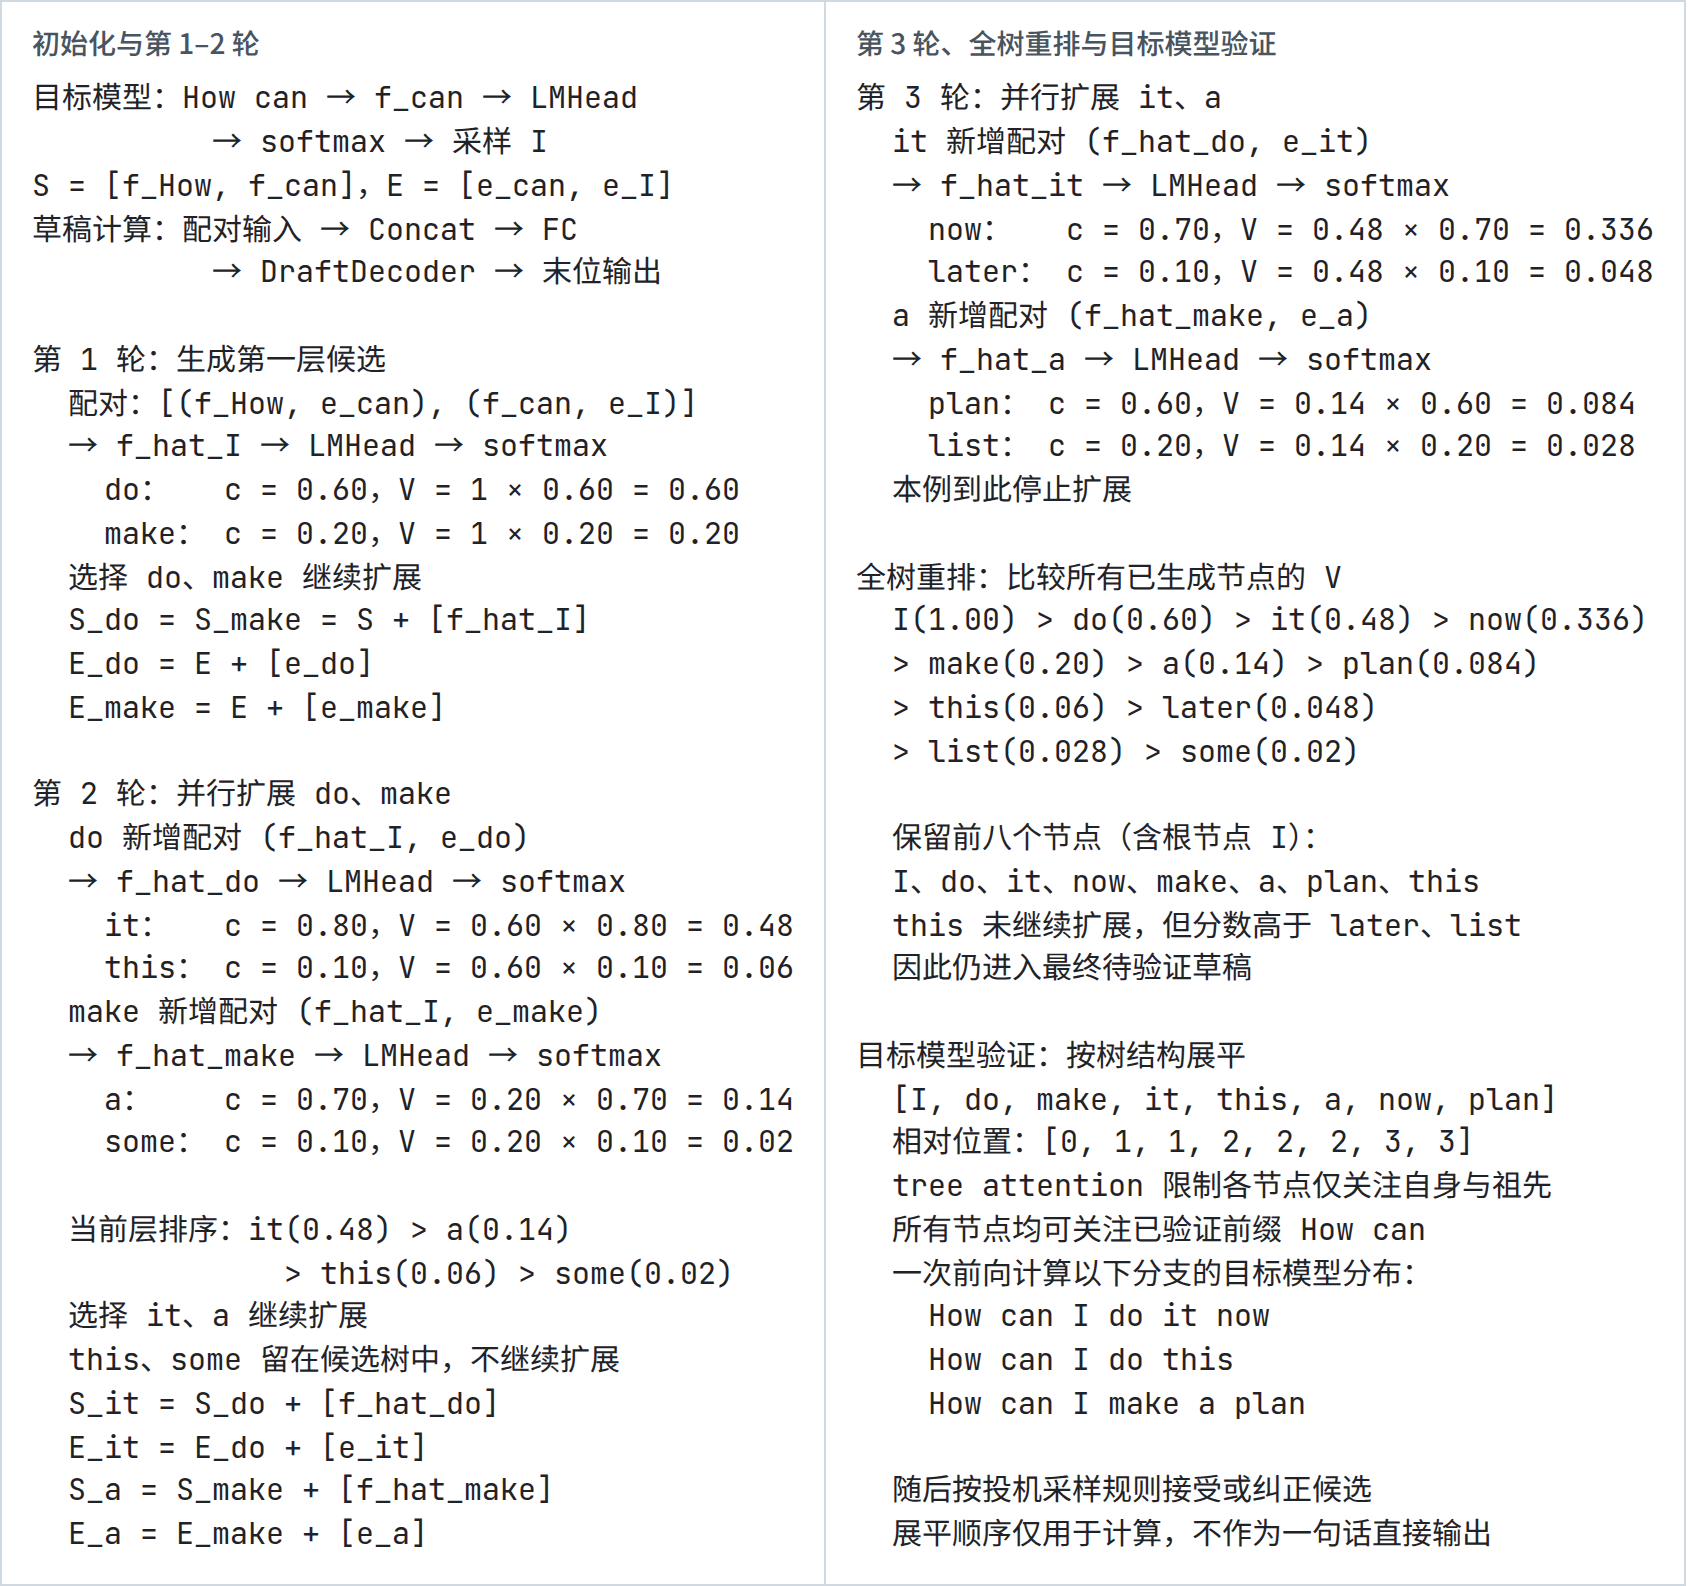 初始化与第 1–2 轮
目标模型：How can → f_can → LMHead
→ softmax → 采样 I
S = [f_How, f_can]，E = [e_can, e_I]
草稿计算：配对输入 → Concat → FC
→ DraftDecoder → 末位输出
第 1 轮：生成第一层候选
配对：[(f_How, e_can), (f_can, e_I)]
→ f_hat_I → LMHead → softmax
do：  c = 0.60，V = 1 × 0.60 = 0.60
make： c = 0.20，V = 1 × 0.20 = 0.20
选择 do、make 继续扩展
S_do = S_make = S + [f_hat_I]
E_do = E + [e_do]
E_make = E + [e_make]
第 2 轮：并行扩展 do、make
do 新增配对 (f_hat_I, e_do)
→ f_hat_do → LMHead → softmax
it：  c = 0.80，V = 0.60 × 0.80 = 0.48
this： c = 0.10，V = 0.60 × 0.10 = 0.06
make 新增配对 (f_hat_I, e_make)
→ f_hat_make → LMHead → softmax
a：   c = 0.70，V = 0.20 × 0.70 = 0.14
some： c = 0.10，V = 0.20 × 0.10 = 0.02
当前层排序：it(0.48) > a(0.14)
> this(0.06) > some(0.02)
选择 it、a 继续扩展
this、some 留在候选树中，不继续扩展
S_it = S_do + [f_hat_do]
E_it = E_do + [e_it]
S_a = S_make + [f_hat_make]
E_a = E_make + [e_a]
第 3 轮、全树重排与目标模型验证
第 3 轮：并行扩展 it、a
it 新增配对 (f_hat_do, e_it)
→ f_hat_it → LMHead → softmax
now：  c = 0.70，V = 0.48 × 0.70 = 0.336
later： c = 0.10，V = 0.48 × 0.10 = 0.048
a 新增配对 (f_hat_make, e_a)
→ f_hat_a → LMHead → softmax
plan： c = 0.60，V = 0.14 × 0.60 = 0.084
list： c = 0.20，V = 0.14 × 0.20 = 0.028
本例到此停止扩展
全树重排：比较所有已生成节点的 V
I(1.00) > do(0.60) > it(0.48) > now(0.336)
> make(0.20) > a(0.14) > plan(0.084)
> this(0.06) > later(0.048)
> list(0.028) > some(0.02)
保留前八个节点（含根节点 I）：
I、do、it、now、make、a、plan、this
this 未继续扩展，但分数高于 later、list
因此仍进入最终待验证草稿
目标模型验证：按树结构展平
[I, do, make, it, this, a, now, plan]
相对位置：[0, 1, 1, 2, 2, 2, 3, 3]
tree attention 限制各节点仅关注自身与祖先
所有节点均可关注已验证前缀 How can
一次前向计算以下分支的目标模型分布：
How can I do it now
How can I do this
How can I make a plan
随后按投机采样规则接受或纠正候选
展平顺序仅用于计算，不作为一句话直接输出